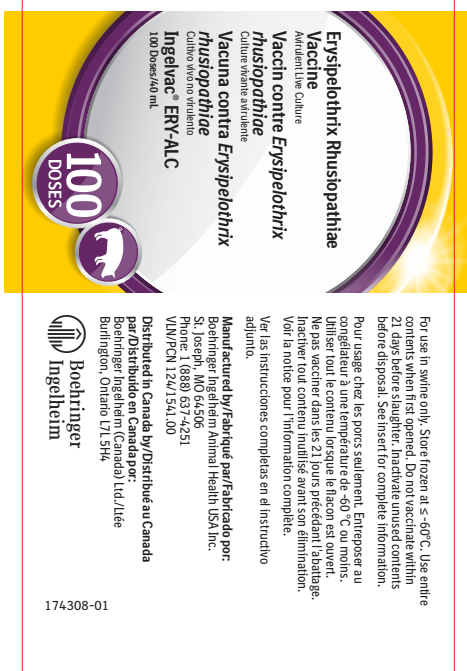 Erysipelothrix Rhusiopathiae
Vaccine
Avirulent Live Culture
Vaccin contre Erysipelothrix
rhusiopathiae
Culture vivante avirulente
Vacuna contra Erysipelothrix
rhusiopathiae
Cultivo vivo no virulento
Ingelvac® ERY-ALC
100 Doses/40 mL
100
DOSES
For use in swine only. Store frozen at ≤ -60°C. Use entire
contents when first opened. Do not vaccinate within
21 days before slaughter. Inactivate unused contents
before disposal. See insert for complete information.
Pour usage chez les porcs seulement. Entreposer au
congélateur à une température de -60 °C ou moins.
Utiliser tout le contenu lorsque le flacon est ouvert.
Ne pas vacciner dans les 21 jours précédant l'abattage.
Inactiver tout contenu inutilisé avant son élimination.
Voir la notice pour l'information complète.
Ver las instrucciones completas en el instructivo
adjunto.
Manufactured by/Fabriqué par/Fabricado por:
Boehringer Ingelheim Animal Health USA Inc.
St. Joseph, MO 64506
Phone: 1 (888) 637-4251
VLN/PCN 124/1541.00
Distributed in Canada by/Distribué au Canada
par/Distribuido en Canada por:
Boehringer Ingelheim (Canada) Ltd./Ltée
Burlington, Ontario L7L 5H4
Boehringer
Ingelheim
174308-01